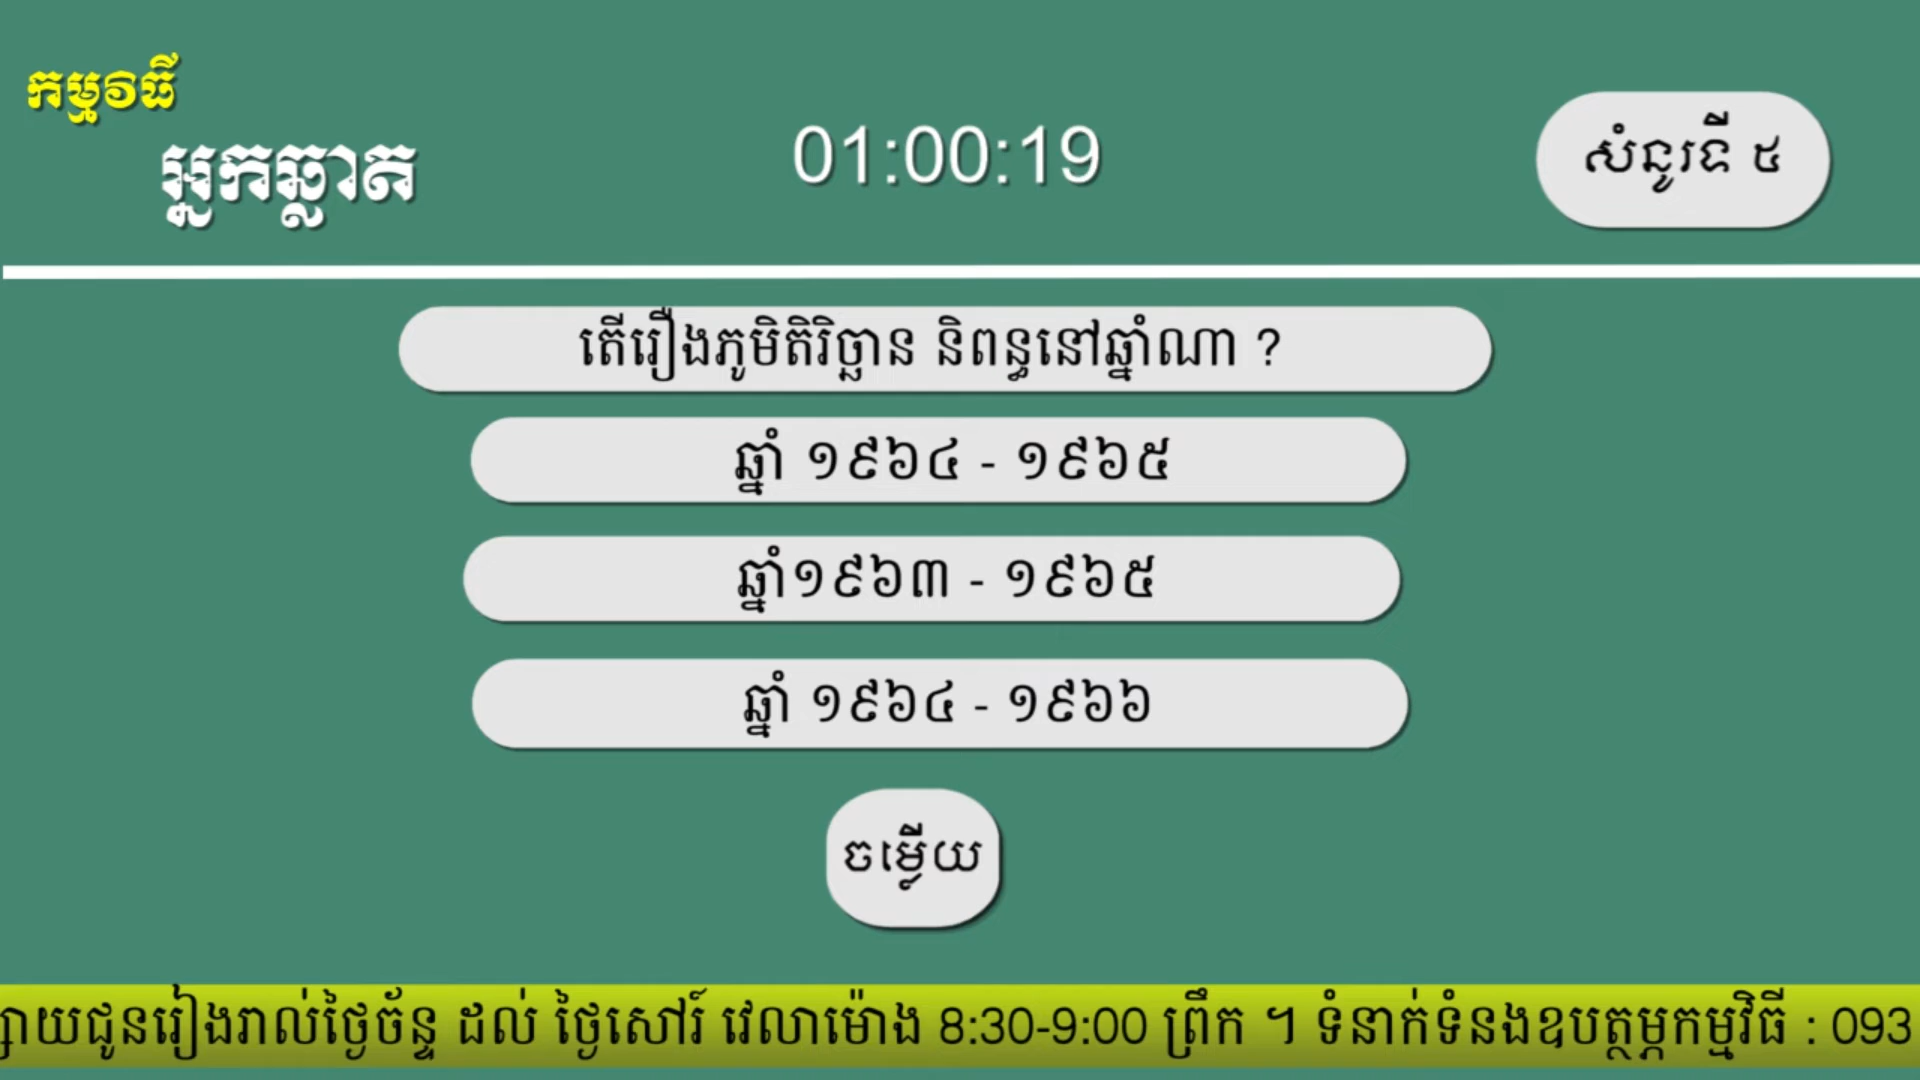 កម្មវិធី
អ្នកឆ្លាត
01:00:19
សំនូរទី ៥
តើរឿងភូមិតិរិច្ឆាន និពន្ធនៅឆ្នាំណា ?
ឆ្នាំ ១៩៦៤ - ១៩៦៥
ឆ្នាំ១៩៦៣ - ១៩៦៥
ឆ្នាំ ១៩៦៤ - ១៩៦៦
ចម្លើយ
ជូនរៀងរាល់ថ្ងៃច័ន្ទ ដល់ ថ្ងៃសៅរ៍ វេលាម៉ោង 8:30-9:00 ព្រឹក ។ ទំនាក់ទំនងឧបត្ថម្ភកម្មវិធី : 093